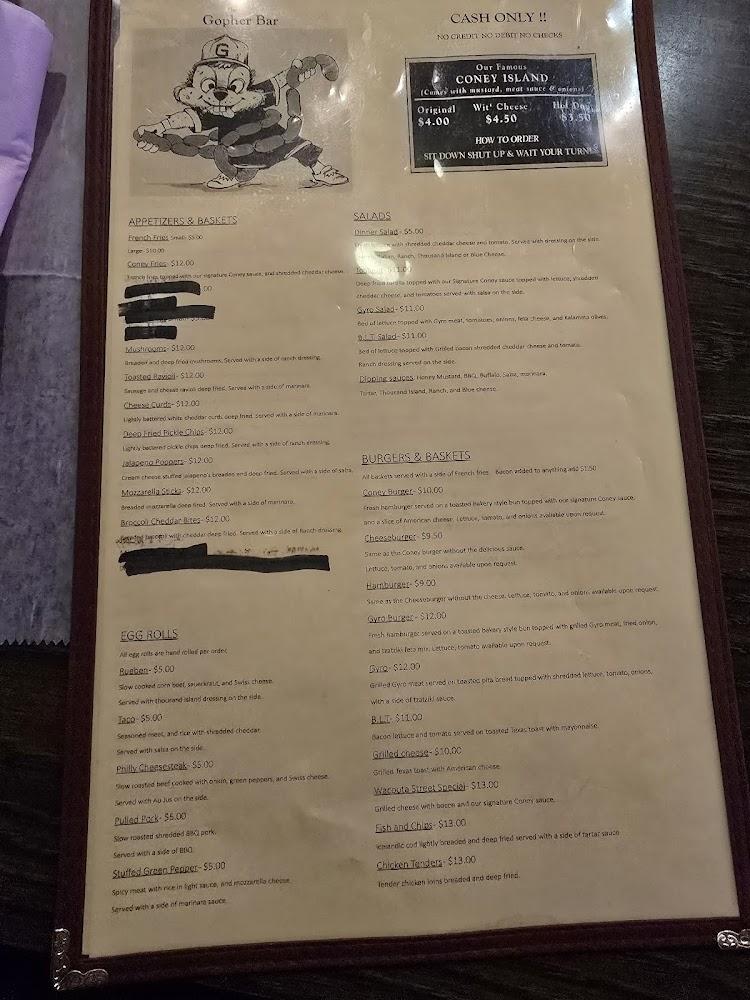 Gopher Bar
G
CASH ONLY !!
NO CREDIT NO DEBIT NO CHECKS
Our Famous
CONEY ISLAND
(Comes with mustard, meat sauce & onions)
Original Wit' Cheese Hot Dog
$4.00 $4.50 $3.50
HOW TO ORDER
SIT DOWN SHUT UP & WAIT YOUR TURN!
APPETIZERS & BASKETS
French Fries Small- $5.00
Large- $10.00
Coney Fries- $12.00
French fries topped with our signature Coney sauce, and shredded cheddar cheese.
.00
Mushrooms- $12.00
Breaded and deep fried mushrooms. Served with a side of ranch dressing.
Toasted Ravioli- $12.00
Sausage and cheese ravioli deep fried. Served with a side of marinara.
Cheese Curds- $12.00
Lightly battered white cheddar curds deep fried. Served with a side of marinara.
Deep Fried Pickle Chips- $12.00
Lightly battered pickle chips deep fried. Served with a side of ranch dressing.
Jalapeno Poppers- $12.00
Cream cheese stuffed jalapeno's breaded and deep fried. Served with a side of salsa.
Mozzarella Sticks- $12.00
Breaded mozzarella deep fried. Served with a side of marinara.
Broccoli Cheddar Bites- $12.00
Breaded broccoli with cheddar deep fried. Served with a side of Ranch dressing.
EGG ROLLS
All egg rolls are hand rolled per order.
Rueben- $5.00
Slow cooked corn beef, sauerkraut, and Swiss cheese.
Served with thousand island dressing on the side.
Taco- $5.00
Seasoned meat, and rice with shredded cheddar.
Served with salsa on the side.
Philly Cheesesteak- $5.00
Slow roasted beef cooked with onion, green peppers, and Swiss cheese.
Served with Au Jus on the side.
Pulled Pork- $5.00
Slow roasted shredded BBQ pork.
Served with a side of BBQ.
Stuffed Green Pepper- $5.00
Spicy meat with rice in light sauce, and mozzarella cheese.
Served with a side of marinara sauce.
SALADS
Dinner Salad- $5.00
with shredded cheddar cheese and tomato. Served with dressing on the side.
Italian, Ranch, Thousand Island or Blue Cheese.
$11.00
Deep fried tortilla topped with our Signature Coney sauce topped with lettuce, shredded
cheddar cheese, and tomatoes served with salsa on the side.
Gyro Salad- $11.00
Bed of lettuce topped with Gyro meat, tomatoes, onions, feta cheese, and Kalamata olives.
B.L.T. Salad- $11.00
Bed of lettuce topped with Grilled bacon shredded cheddar cheese and tomato.
Ranch dressing served on the side.
Dipping sauces: Honey Mustard, BBQ, Buffalo, Salsa, marinara,
Tartar, Thousand Island, Ranch, and Blue cheese.
BURGERS & BASKETS
All baskets served with a side of French fries. Bacon added to anything add $1.50
Coney Burger- $10.00
Fresh hamburger served on a toasted Bakery style bun topped with our signature Coney sauce,
and a slice of American cheese. Lettuce, tomato, and onions available upon request.
Cheeseburger- $9.50
Same as the Coney burger without the delicious sauce.
Lettuce, tomato, and onions available upon request.
Hamburger- $9.00
Same as the Cheeseburger without the cheese. Lettuce, tomato, and onions available upon request.
Gyro Burger- $12.00
Fresh hamburger served on a toasted bakery style bun topped with grilled Gyro meat, fried onion,
and tzatziki feta mix. Lettuce, tomato available upon request.
Gyro- $12.00
Grilled Gyro meat served on toasted pita bread topped with shredded lettuce, tomato, onions,
with a side of tzatziki sauce.
B.L.T- $11.00
Bacon lettuce and tomato served on toasted Texas toast with mayonnaise.
Grilled cheese- $10.00
Grilled Texas toast with American cheese.
Wacouta Street Special- $13.00
Grilled cheese with bacon and our signature Coney sauce.
Fish and Chips- $13.00
Icelandic cod lightly breaded and deep fried served with a side of tartar sauce
Chicken Tenders- $13.00
Tender chicken loins breaded and deep fried.